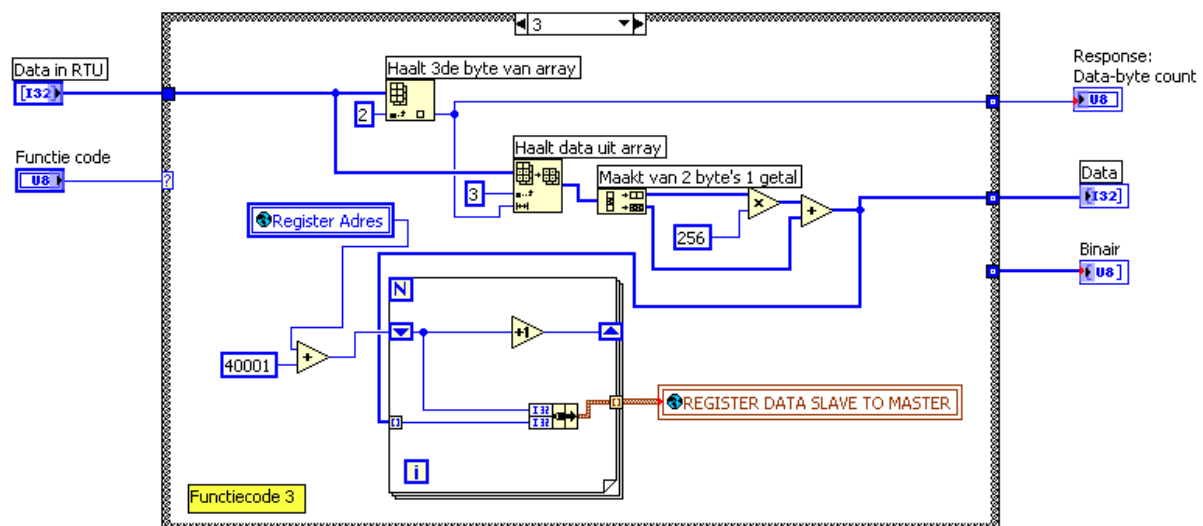 3
Data in RTU
[I32]
Haalt 3de byte van array
2
Response:
Data-byte count
U8
Functie code
U8
?
Haalt data uit array
3
Maakt van 2 byte's 1 getal
x
+
256
Data
[I32]
Register Adres
Binair
[U8]
N
+1
+
40001
I32
I32
REGISTER DATA SLAVE TO MASTER
i
Functiecode 3